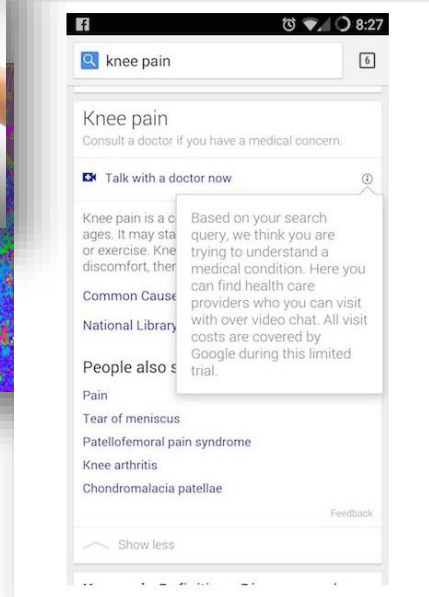 8:27
knee pain
6
Knee pain
Consult a doctor if you have a medical concern.
Talk with a doctor now
Knee pain is a c
ages. It may sta
or exercise. Kne
discomfort, ther
Common Cause
National Library
Based on your search
query, we think you are
trying to understand a
medical condition. Here you
can find health care
providers who you can visit
with over video chat. All visit
costs are covered by
Google during this limited
trial.
People also s
Pain
Tear of meniscus
Patellofemoral pain syndrome
Knee arthritis
Chondromalacia patellae
Feedback
Show less